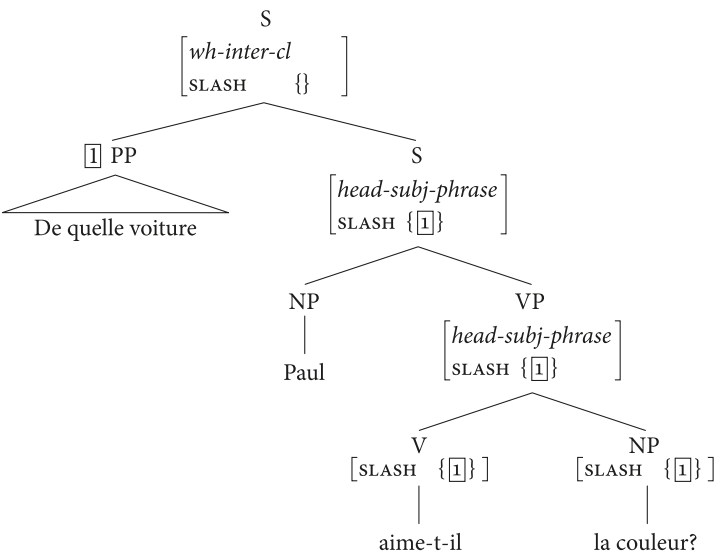 S
wh-inter-cl
SLASH {}
1 PP S
De quelle voiture
head-subj-phrase
SLASH {1}
NP VP
Paul
head-subj-phrase
SLASH {1}
V NP
[SLASH {1}] [SLASH {1}]
aime-t-il la couleur?